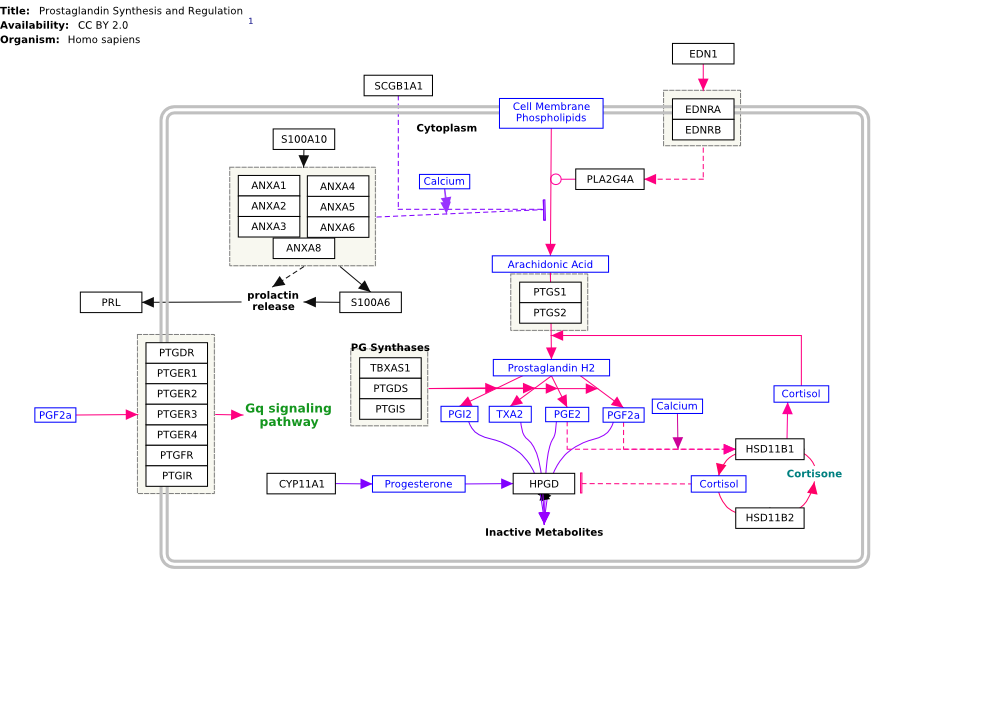 Title: Prostaglandin Synthesis and Regulation
1
Availability: CC BY 2.0
Organism: Homo sapiens
EDN1
SCGB1A1
Cell Membrane
Phospholipids
EDNRA
EDNRB
Cytoplasm
S100A10
PLA2G4A
Calcium
ANXA1
ANXA4
ANXA2
ANXA5
ANXA3
ANXA6
ANXA8
Arachidonic Acid
PTGS1
PTGS2
PRL
prolactin
release
S100A6
PG Synthases
TBXAS1
PTGDS
PTGIS
Prostaglandin H2
PTGDR
PTGER1
PTGER2
PTGER3
PTGER4
PTGFR
PTGIR
PGF2a
Gq signaling
pathway
PGI2
TXA2
PGE2
PGF2a
Calcium
Cortisol
HSD11B1
Cortisone
CYP11A1
Progesterone
HPGD
Cortisol
HSD11B2
Inactive Metabolites